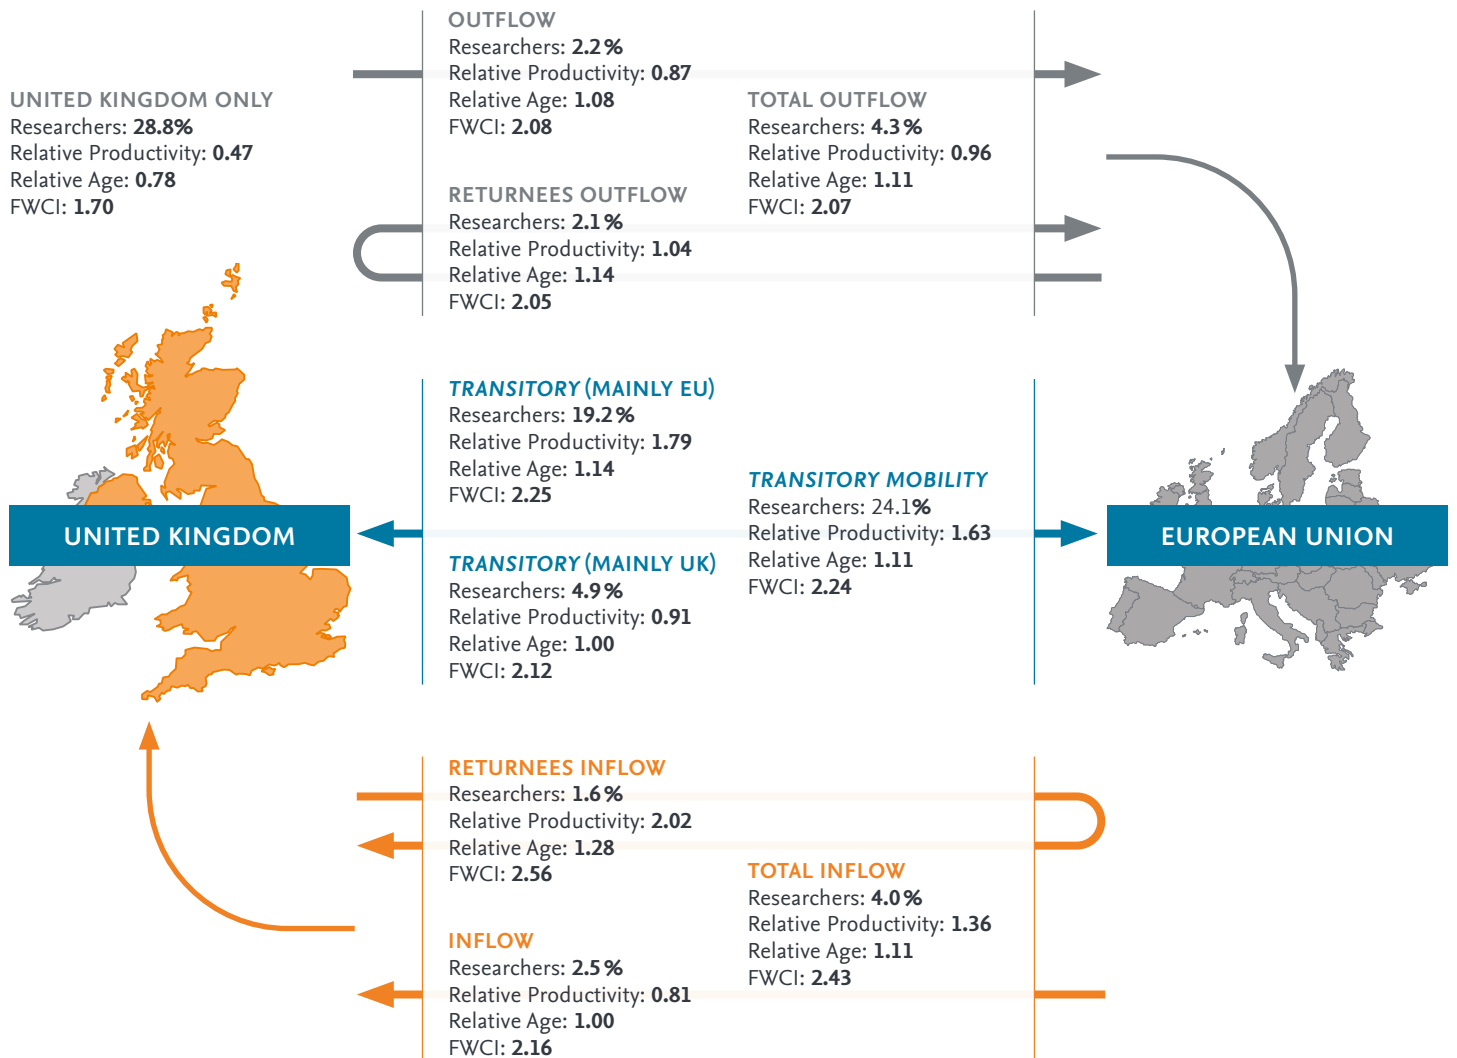 UNITED KINGDOM ONLY
Researchers: 28.8%
Relative Productivity: 0.47
Relative Age: 0.78
FWCI: 1.70
OUTFLOW
Researchers: 2.2%
Relative Productivity: 0.87
Relative Age: 1.08
FWCI: 2.08
RETURNEES OUTFLOW
Researchers: 2.1%
Relative Productivity: 1.04
Relative Age: 1.14
FWCI: 2.05
TOTAL OUTFLOW
Researchers: 4.3%
Relative Productivity: 0.96
Relative Age: 1.11
FWCI: 2.07
UNITED KINGDOM
TRANSITORY (MAINLY EU)
Researchers: 19.2%
Relative Productivity: 1.79
Relative Age: 1.14
FWCI: 2.25
TRANSITORY (MAINLY UK)
Researchers: 4.9%
Relative Productivity: 0.91
Relative Age: 1.00
FWCI: 2.12
TRANSITORY MOBILITY
Researchers: 24.1%
Relative Productivity: 1.63
Relative Age: 1.11
FWCI: 2.24
EUROPEAN UNION
RETURNEES INFLOW
Researchers: 1.6%
Relative Productivity: 2.02
Relative Age: 1.28
FWCI: 2.56
INFLOW
Researchers: 2.5%
Relative Productivity: 0.81
Relative Age: 1.00
FWCI: 2.16
TOTAL INFLOW
Researchers: 4.0%
Relative Productivity: 1.36
Relative Age: 1.11
FWCI: 2.43